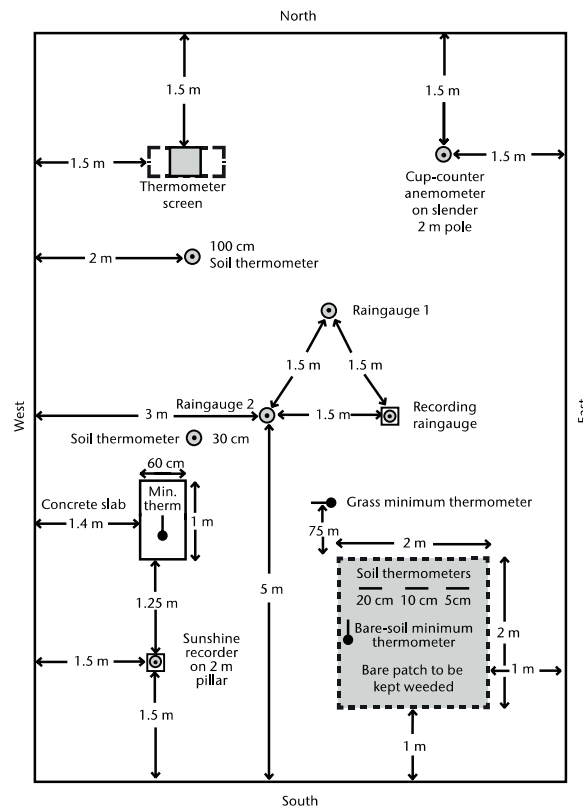 North
1.5 m
1.5 m
1.5 m
1.5 m
Thermometer
screen
Cup-counter
anemometer
on slender
2 m pole
100 cm
Soil thermometer
2 m
Raingauge 1
1.5 m
1.5 m
West
East
Raingauge 2
3 m
1.5 m
Recording
raingauge
Soil thermometer
30 cm
60 cm
Concrete slab
1.4 m
Min.
therm
1 m
Grass minimum thermometer
75 m
2 m
Soil thermometers
20 cm
10 cm
5cm
5 m
1.25 m
2 m
Bare-soil minimum
thermometer
Sunshine
recorder
on 2 m
pillar
1.5 m
Bare patch to be
kept weeded
1 m
1.5 m
1 m
South